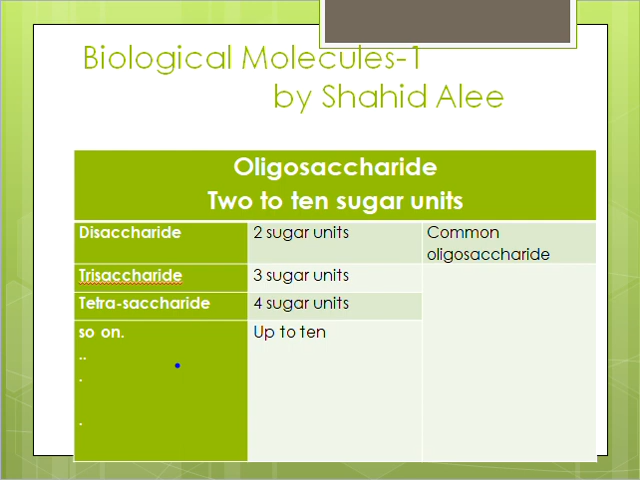 Biological Molecules-1
by Shahid Alee
Oligosaccharide
Two to ten sugar units
Disaccharide 2 sugar units Common
oligosaccharide
Trisaccharide 3 sugar units
Tetra-saccharide 4 sugar units
so on. Up to ten
..
.
.